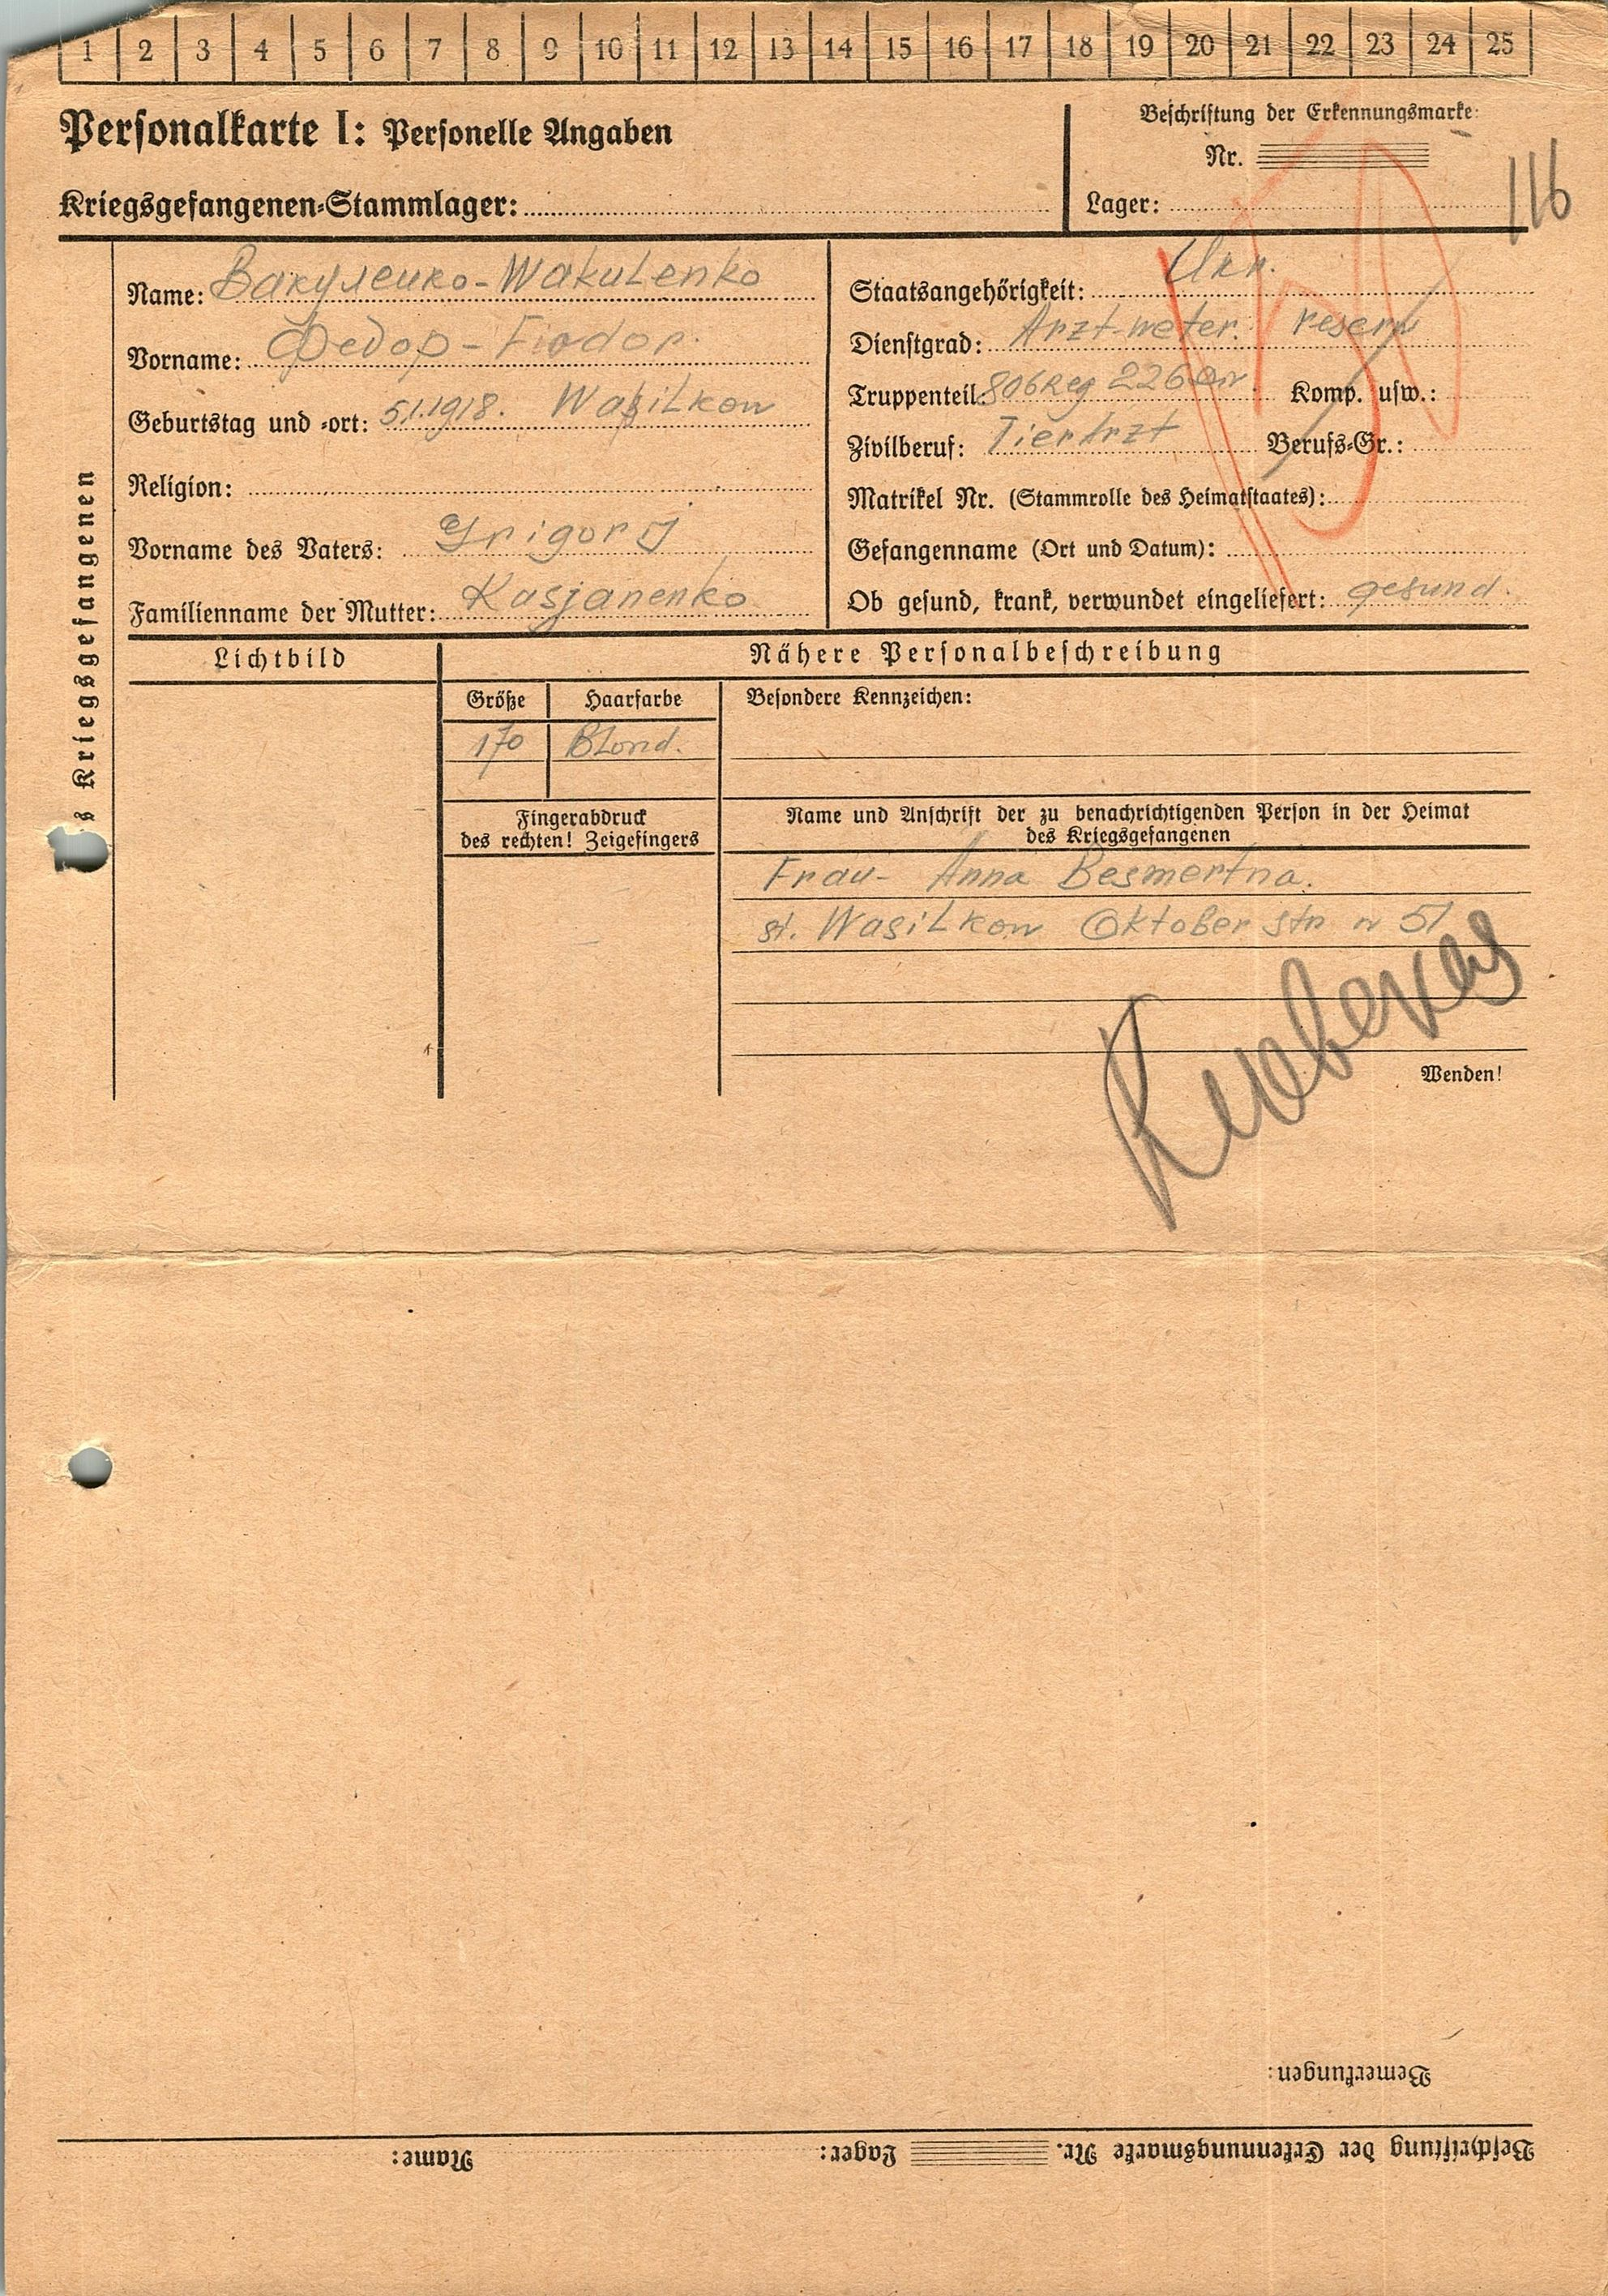 1 2 3 4 5 6 7 8 9 10 11 12 13 14 15 16 17 18 19 20 21 22 23 24 25
Personalkarte I: Personelle Angaben
Kriegsgefangenen-Stammlager:
Beschriftung der Erkennungsmarke:
Nr.
Lager:
116
Kriegsgefangenen
Name: Вакуленко - Wakulenko
Vorname: Федор - Fiodor.
Geburtstag und -ort: 5.1.1918. Wasilkow
Religion:
Vorname des Vaters: Grigorij
Familienname der Mutter: Kasjanenko
Staatsangehörigkeit: Ukr.
Dienstgrad: Arzt-weter. reserw
Truppenteil: 806 Reg 226 Komp. usw.:
Zivilberuf: Tierarzt Berufs-Gr.:
Matrikel Nr. (Stammrolle des Heimatstaates):
Gefangenname (Ort und Datum):
Ob gesund, krank, verwundet eingeliefert: gesund.
Lichtbild
Nähere Personalbeschreibung
Größe Haarfarbe
170 Blond.
Besondere Kennzeichen:
Fingerabdruck
des rechten! Zeigefingers
Name und Anschrift der zu benachrichtigenden Person in der Heimat
des Kriegsgefangenen
Frau - Anna Besmertna.
st. Wasilkow Oktober str N 51
Wenden!
Bemerkungen:
Beschriftung der Erkennungsmarke Nr. Lager: Name: